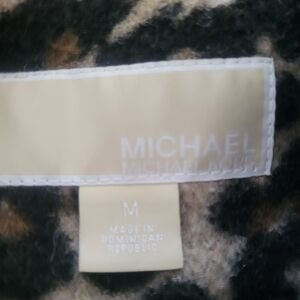 MICHAEL
MICHAEL KORS
M
MADE IN
DOMINICAN
REPUBLIC